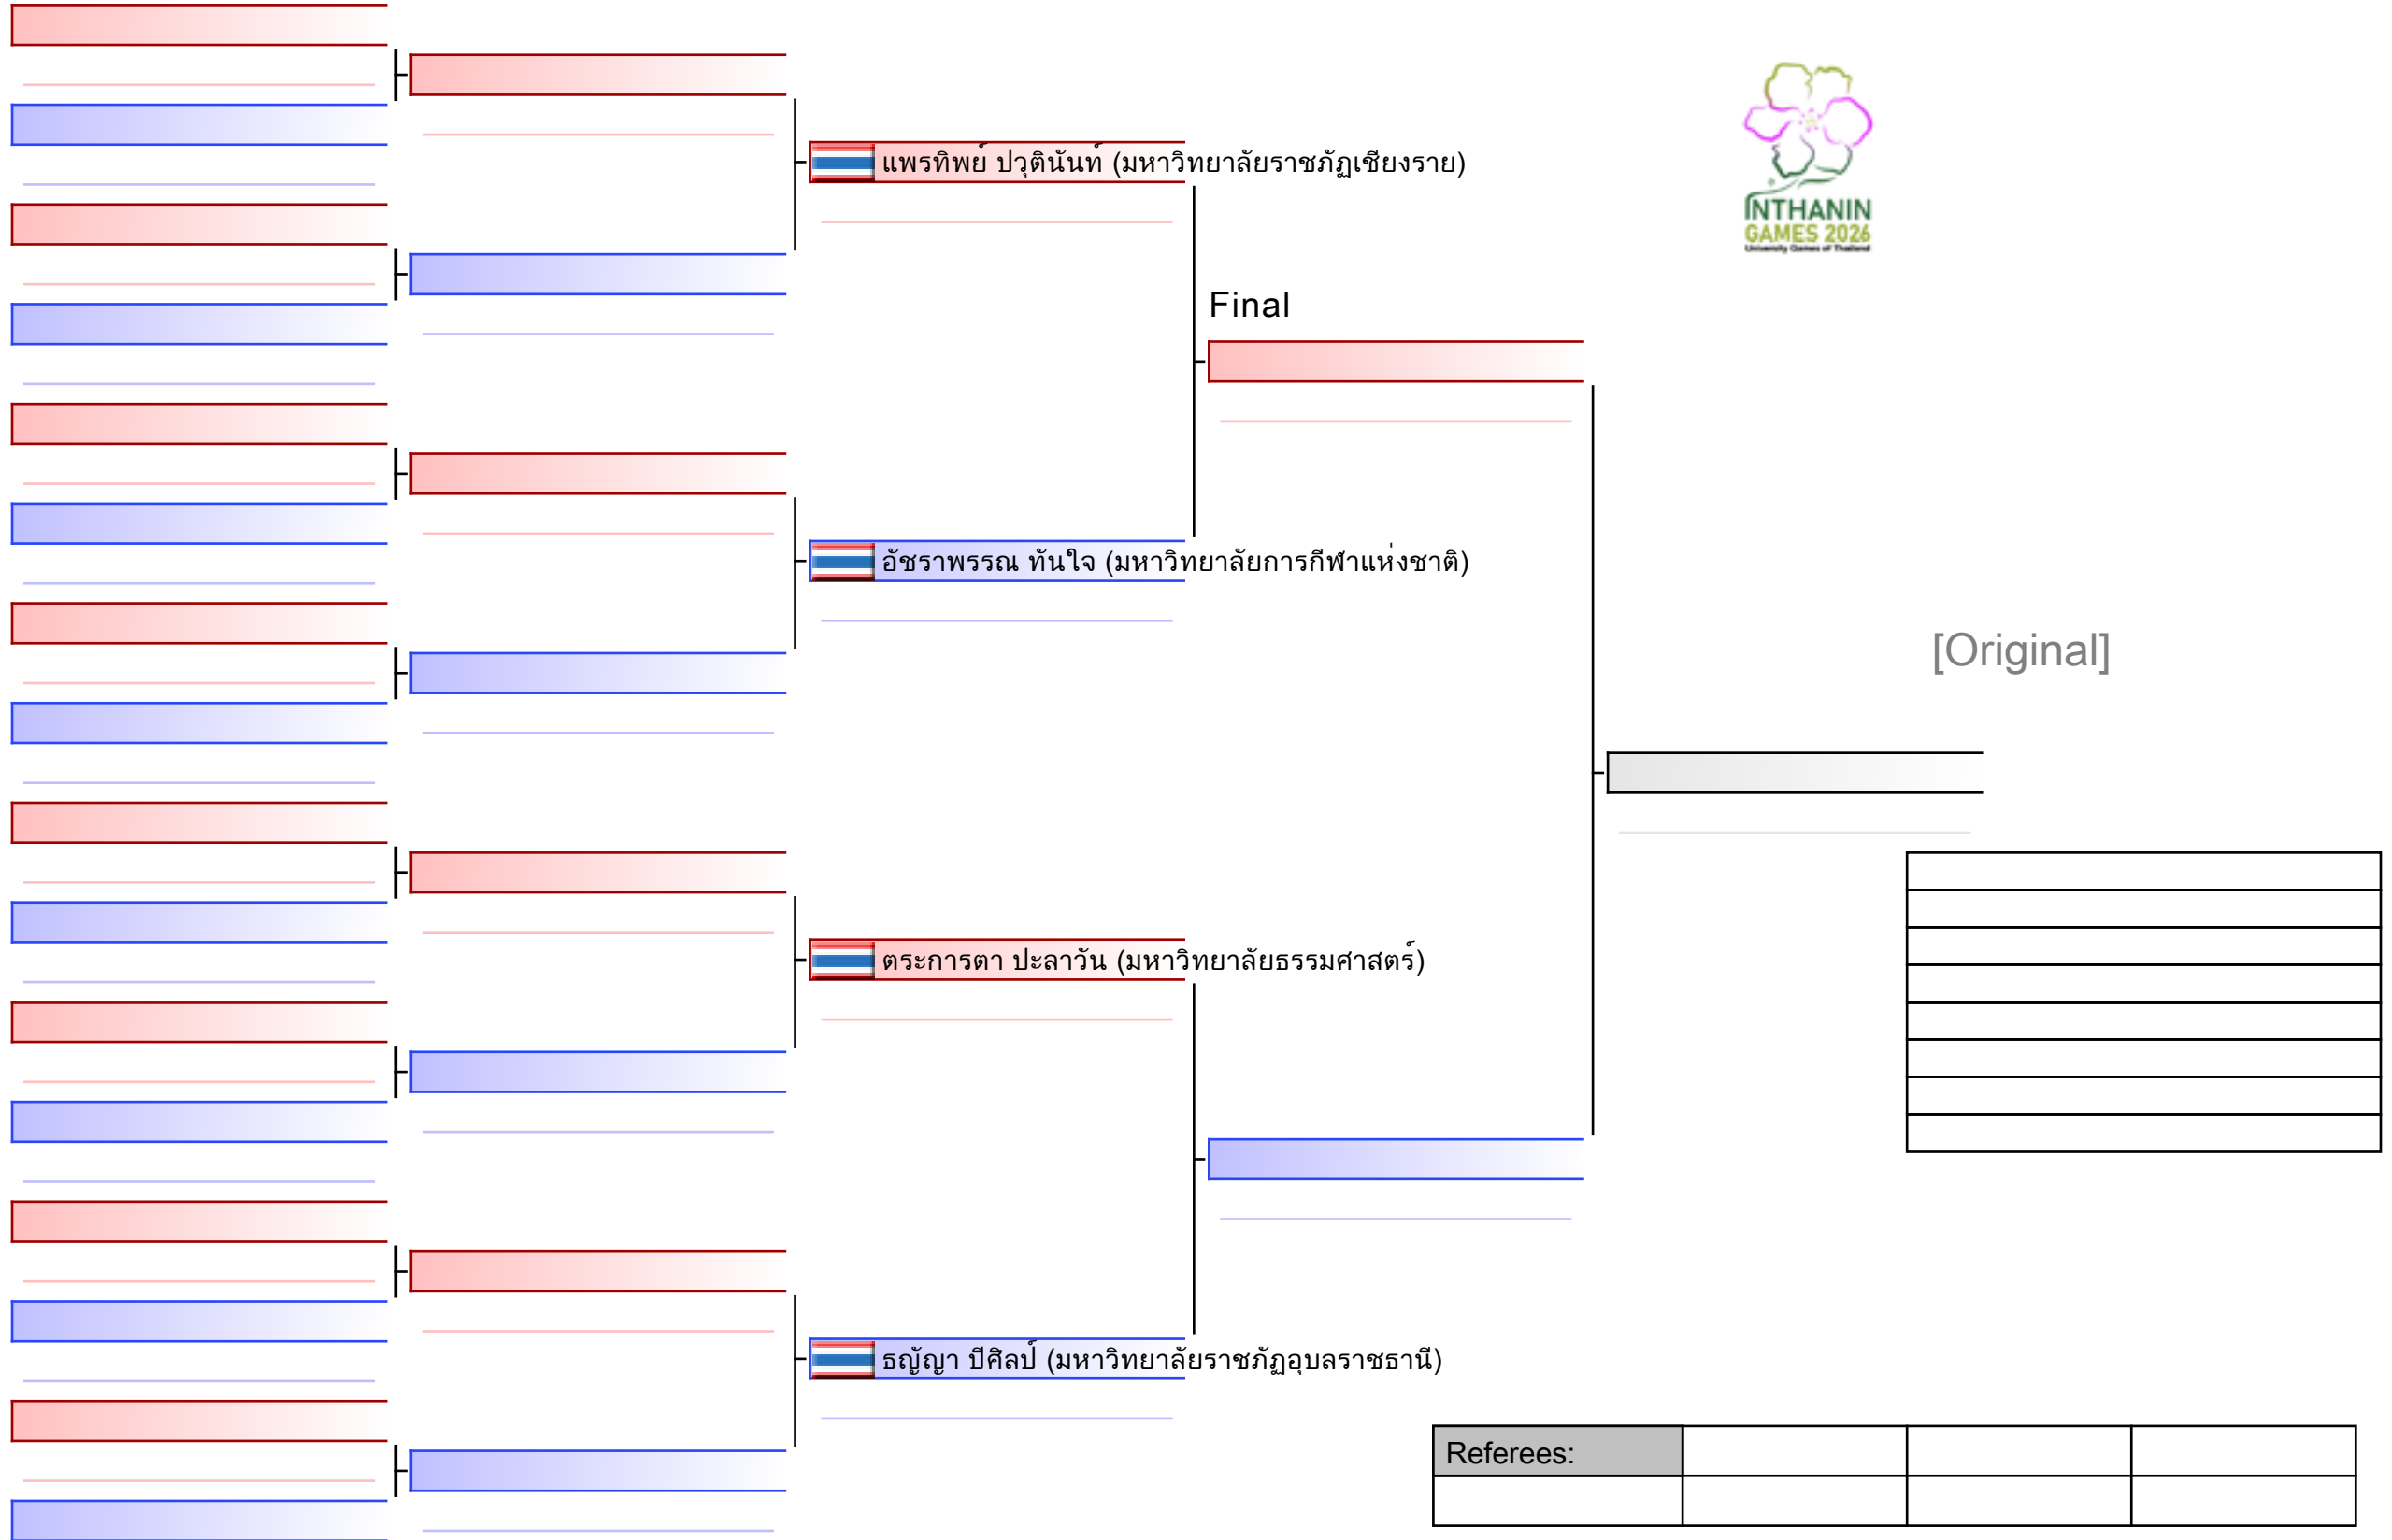 แพรทิพย์ ปวุตินันท์ (มหาวิทยาลัยราชภัฏเชียงราย)
INTHANIN
GAMES 2026
University Games of Thailand
Final
อัชราพรรณ ทันใจ (มหาวิทยาลัยการกีฬาแห่งชาติ)
[Original]
ตระการตา ปะลาวัน (มหาวิทยาลัยธรรมศาสตร์)
ธญัญา ปีศิลป์ (มหาวิทยาลัยราชภัฏอุบลราชธานี)
Referees: